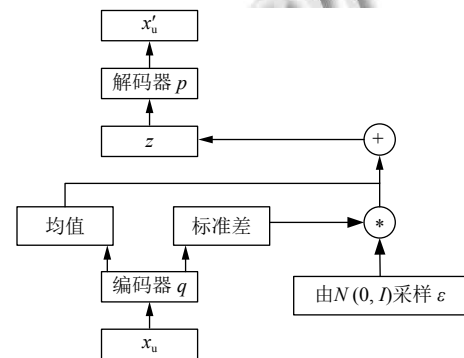 x′ᵤ
解码器 p
z
+
均值
标准差
*
编码器 q
由N (0, I)采样 ε
xᵤ